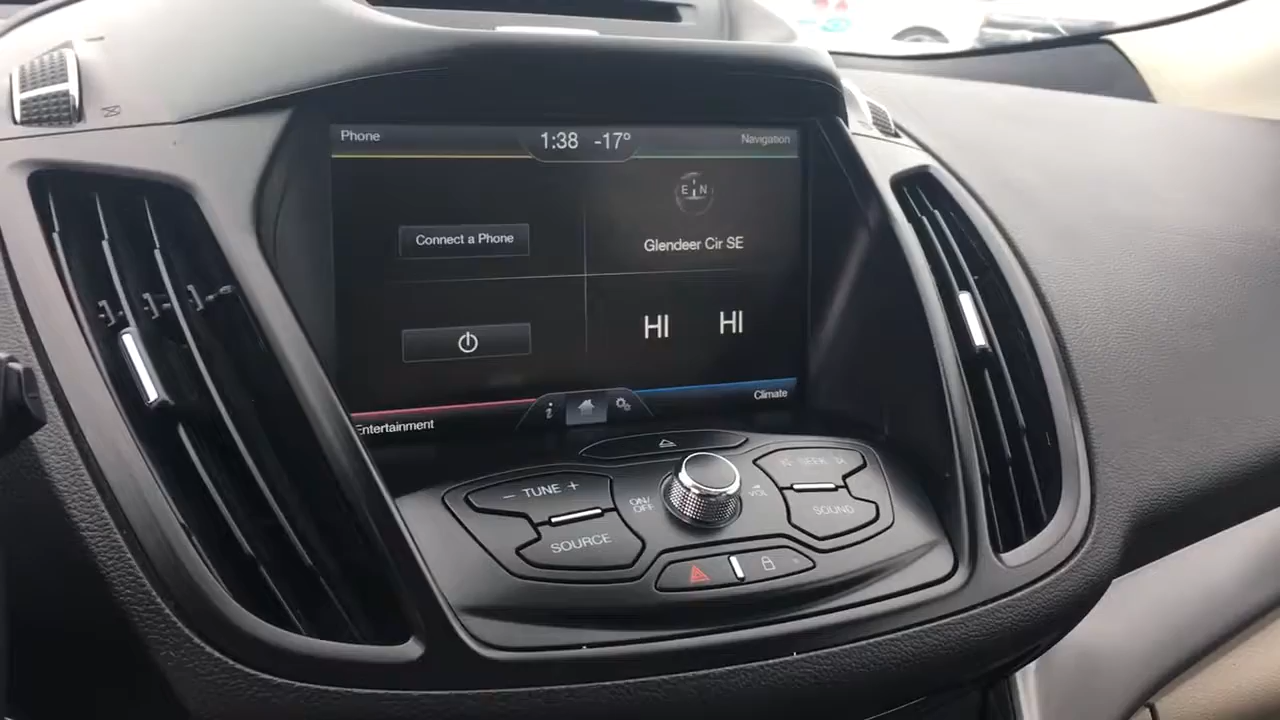 Phone
1:38 -17°
Navigation
E N
Connect a Phone
Glendeer Cir SE
HI HI
Entertainment
i
Climate
− TUNE +
SOURCE
ON/
OFF
VOL
SEEK
SOUND